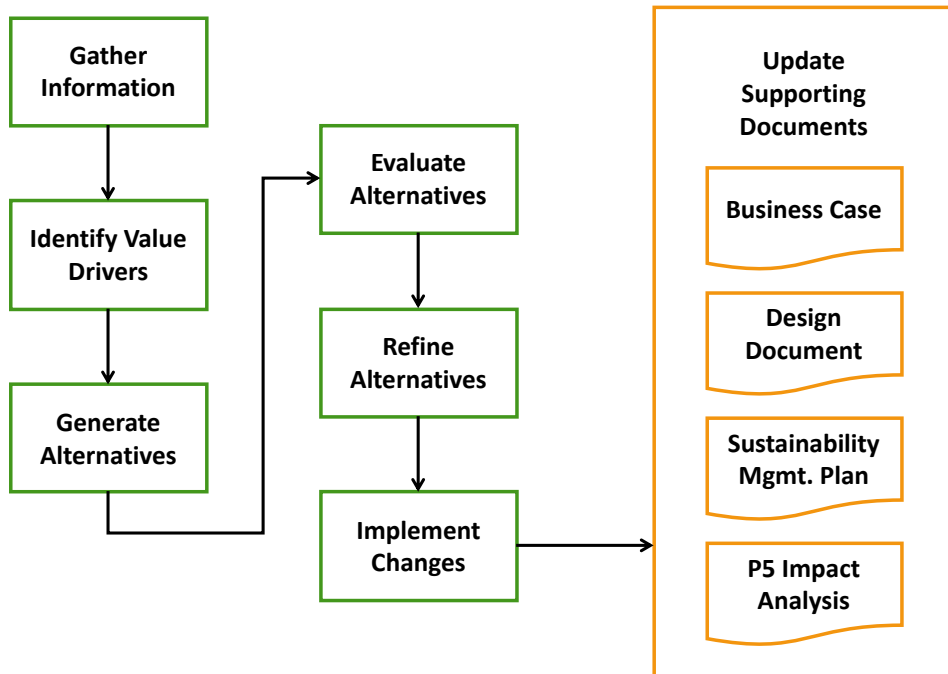 Gather
Information
Identify Value
Drivers
Generate
Alternatives
Evaluate
Alternatives
Refine
Alternatives
Implement
Changes
Update
Supporting
Documents
Business Case
Design
Document
Sustainability
Mgmt. Plan
P5 Impact
Analysis